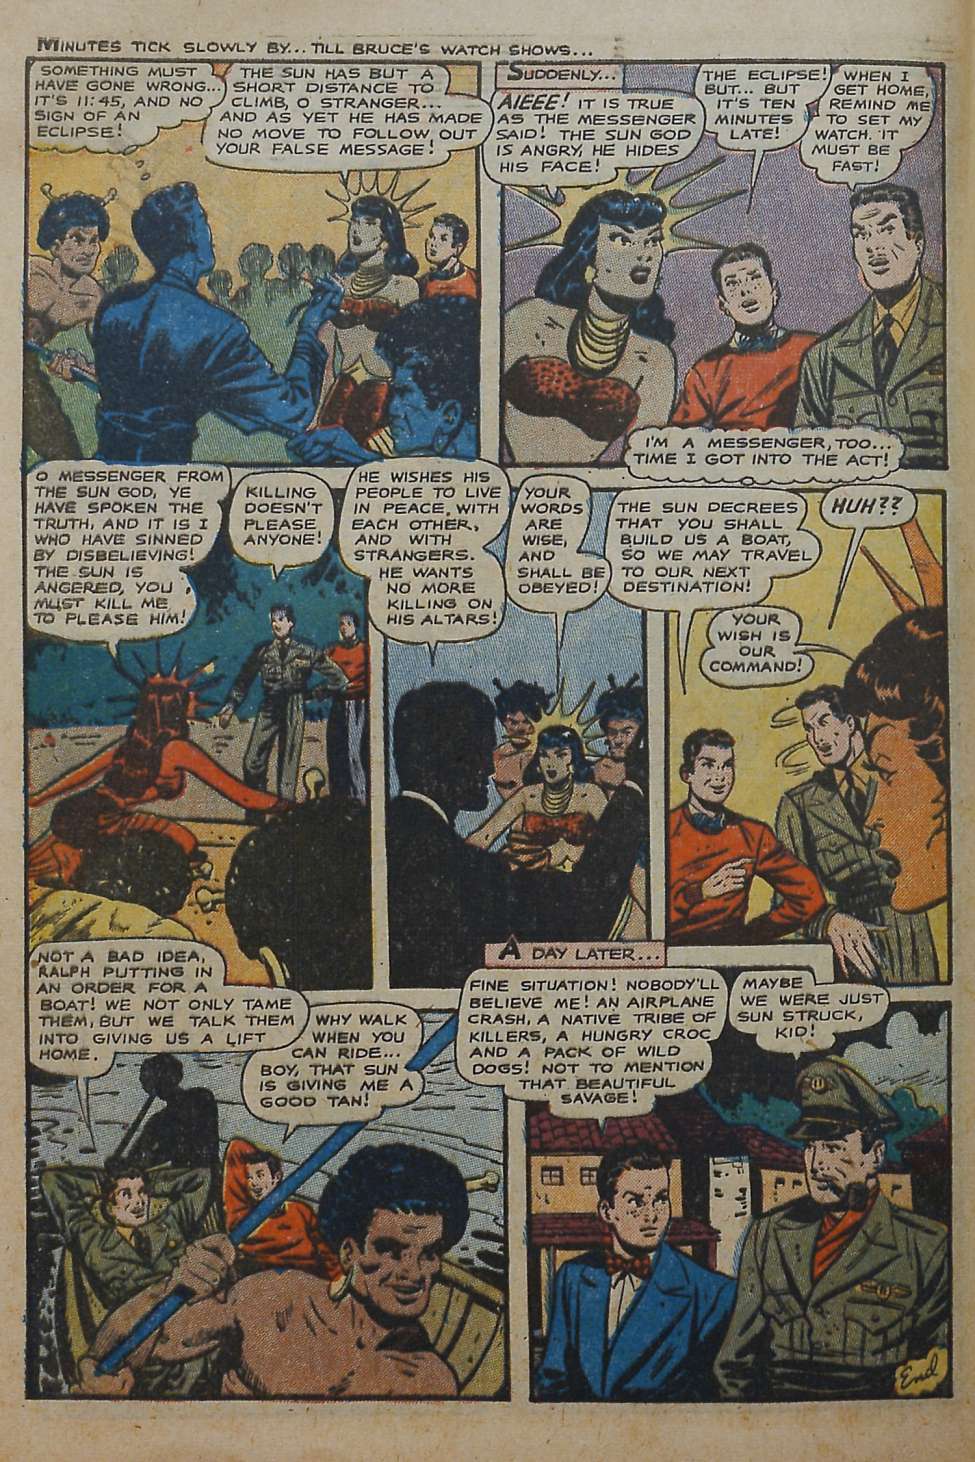 MINUTES TICK SLOWLY BY... TILL BRUCE'S WATCH SHOWS...
SOMETHING MUST
HAVE GONE WRONG...
IT'S 11:45, AND NO
SIGN OF AN
ECLIPSE!
THE SUN HAS BUT A
SHORT DISTANCE TO
CLIMB, O STRANGER...
AND AS YET HE HAS MADE
NO MOVE TO FOLLOW OUT
YOUR FALSE MESSAGE!
SUDDENLY...
AIEEE! IT IS TRUE
AS THE MESSENGER
SAID! THE SUN GOD
IS ANGRY, HE HIDES
HIS FACE!
THE ECLIPSE!
BUT... BUT
IT'S TEN
MINUTES
LATE!
WHEN I
GET HOME,
REMIND ME
TO SET MY
WATCH. IT
MUST BE
FAST!
I'M A MESSENGER, TOO...
TIME I GOT INTO THE ACT!
O MESSENGER FROM
THE SUN GOD, YE
HAVE SPOKEN THE
TRUTH, AND IT IS I
WHO HAVE SINNED
BY DISBELIEVING!
THE SUN IS
ANGERED, YOU
MUST KILL ME
TO PLEASE HIM!
KILLING
DOESN'T
PLEASE
ANYONE!
HE WISHES HIS
PEOPLE TO LIVE
IN PEACE, WITH
EACH OTHER,
AND WITH
STRANGERS.
HE WANTS
NO MORE
KILLING ON
HIS ALTARS!
YOUR
WORDS
ARE
WISE,
AND
SHALL BE
OBEYED!
THE SUN DECREES
THAT YOU SHALL
BUILD US A BOAT,
SO WE MAY TRAVEL
TO OUR NEXT
DESTINATION!
HUH??
YOUR
WISH IS
OUR
COMMAND!
NOT A BAD IDEA,
RALPH PUTTING IN
AN ORDER FOR A
BOAT! WE NOT ONLY TAME
THEM, BUT WE TALK THEM
INTO GIVING US A LIFT
HOME.
WHY WALK
WHEN YOU
CAN RIDE...
BOY, THAT SUN
IS GIVING ME A
GOOD TAN!
A DAY LATER...
FINE SITUATION! NOBODY'LL
BELIEVE ME! AN AIRPLANE
CRASH, A NATIVE TRIBE OF
KILLERS, A HUNGRY CROC
AND A PACK OF WILD
DOGS! NOT TO MENTION
THAT BEAUTIFUL
SAVAGE!
MAYBE
WE WERE JUST
SUN STRUCK,
KID!
End